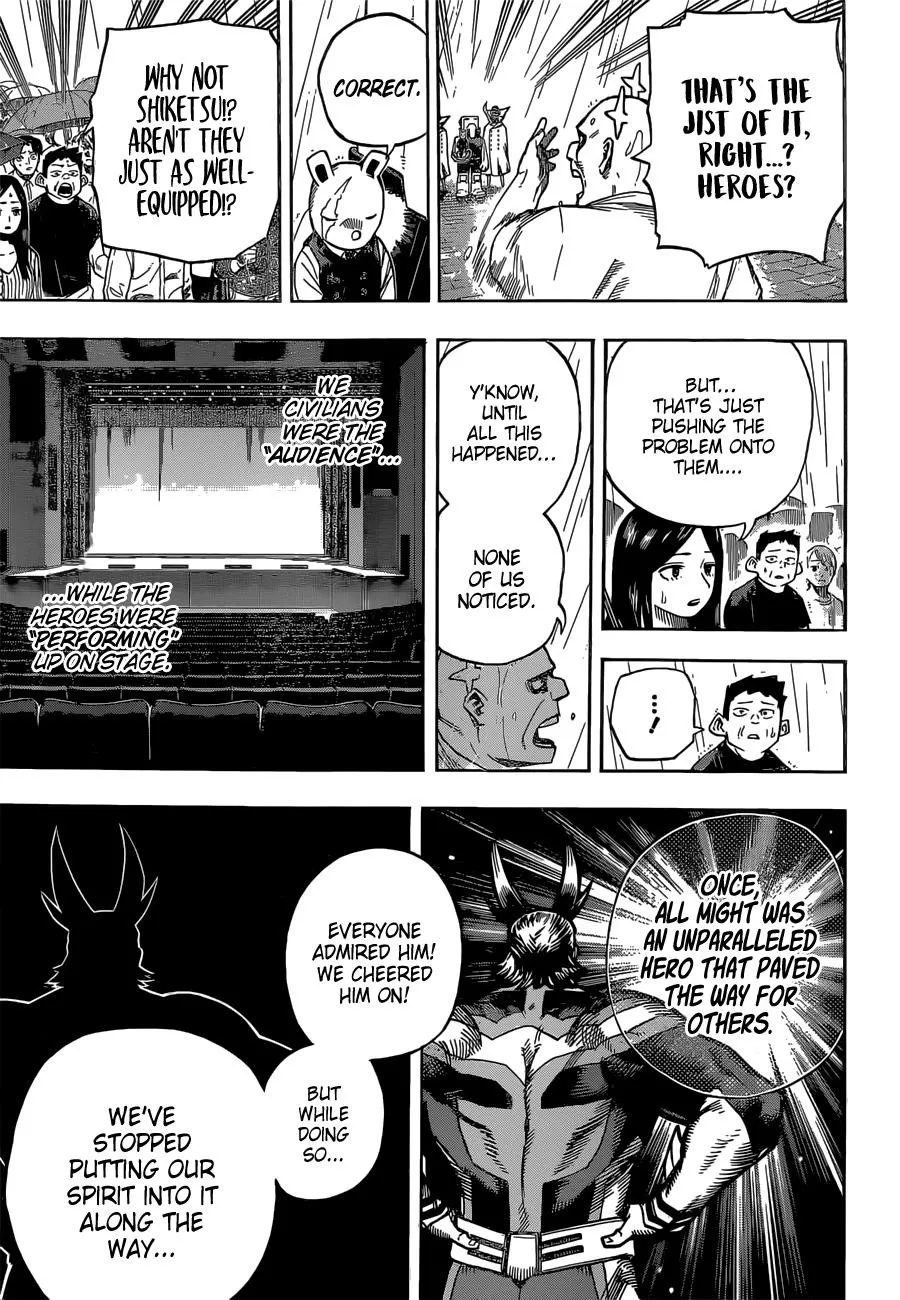 THAT'S THE
JIST OF IT,
RIGHT...?
HEROES?
CORRECT.
WHY NOT
SHIKETSU!?
AREN'T THEY
JUST AS WELL-
EQUIPPED!?
BUT...
THAT'S JUST
PUSHING THE
PROBLEM ONTO
THEM....
...!
Y'KNOW,
UNTIL
ALL THIS
HAPPENED...
NONE
OF US
NOTICED.
WE
CIVILIANS
WERE THE
"AUDIENCE"...
...WHILE THE
HEROES WERE
"PERFORMING"
UP ON STAGE.
ONCE,
ALL MIGHT WAS
AN UNPARALLELED
HERO THAT PAVED
THE WAY FOR
OTHERS.
EVERYONE
ADMIRED HIM!
WE CHEERED
HIM ON!
BUT
WHILE
DOING
SO...
WE'VE
STOPPED
PUTTING OUR
SPIRIT INTO IT
ALONG THE
WAY...